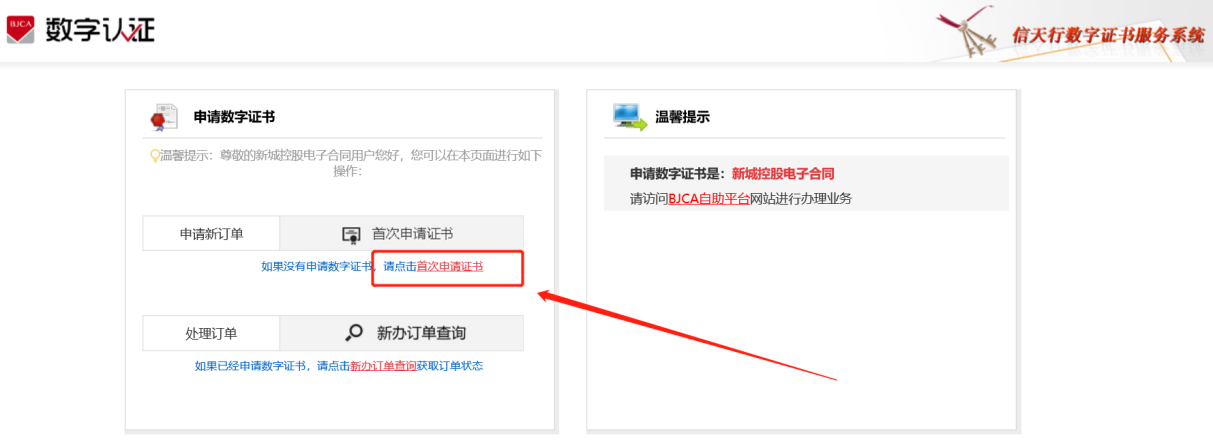 BJCA 数字认证
信天行数字证书服务系统
申请数字证书
温馨提示：尊敬的新城控股电子合同用户您好，您可以在本页面进行如下
操作：
申请新订单
首次申请证书
如果没有申请数字证书，请点击首次申请证书
处理订单
新办订单查询
如果已经申请数字证书，请点击新办订单查询获取订单状态
温馨提示
申请数字证书是：新城控股电子合同
请访问BJCA自助平台网站进行办理业务